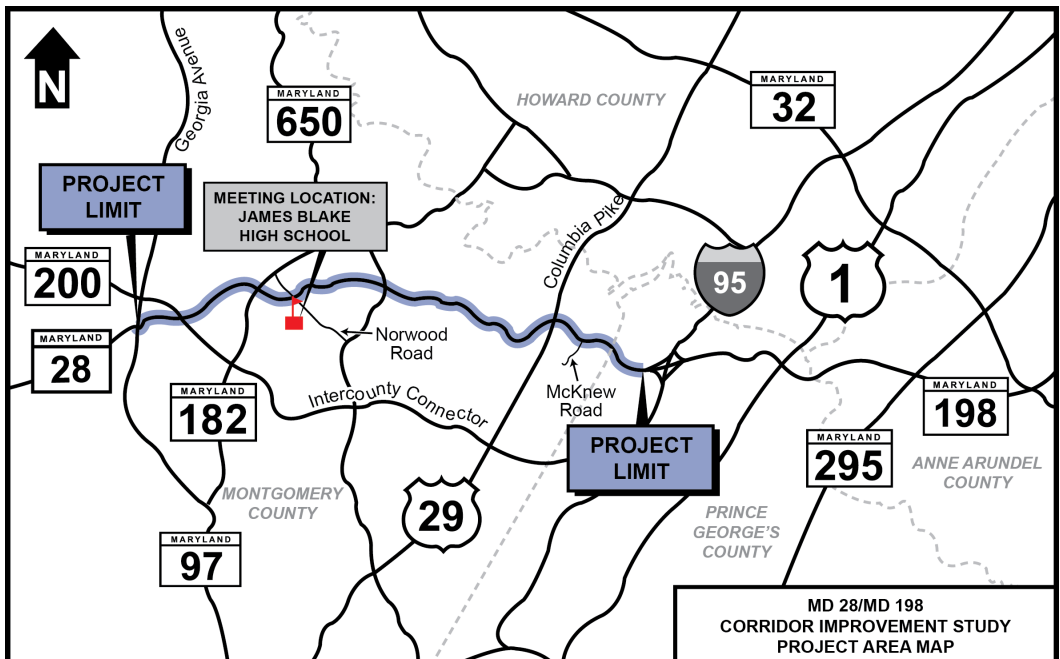 N
Georgia Avenue
MARYLAND
650
HOWARD COUNTY
MARYLAND
32
PROJECT
LIMIT
MEETING LOCATION:
JAMES BLAKE
HIGH SCHOOL
Columbia Pike
MARYLAND
200
95
1
MARYLAND
28
Norwood
Road
McKnew
Road
MARYLAND
182
Intercounty Connector
MARYLAND
198
PROJECT
LIMIT
MARYLAND
295
ANNE ARUNDEL
COUNTY
MONTGOMERY
COUNTY
29
PRINCE
GEORGE'S
COUNTY
MARYLAND
97
MD 28/MD 198
CORRIDOR IMPROVEMENT STUDY
PROJECT AREA MAP